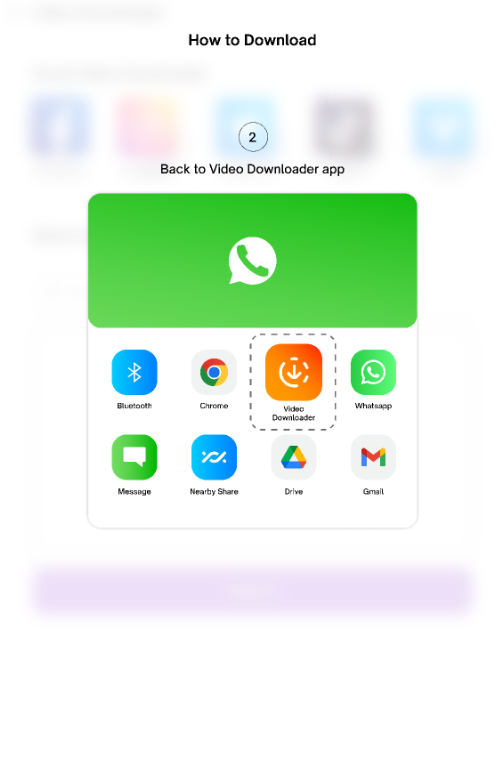 How to Download
2
Back to Video Downloader app
Bluetooth
Chrome
Video
Downloader
Whatsapp
Message
Nearby Share
Drive
Gmail